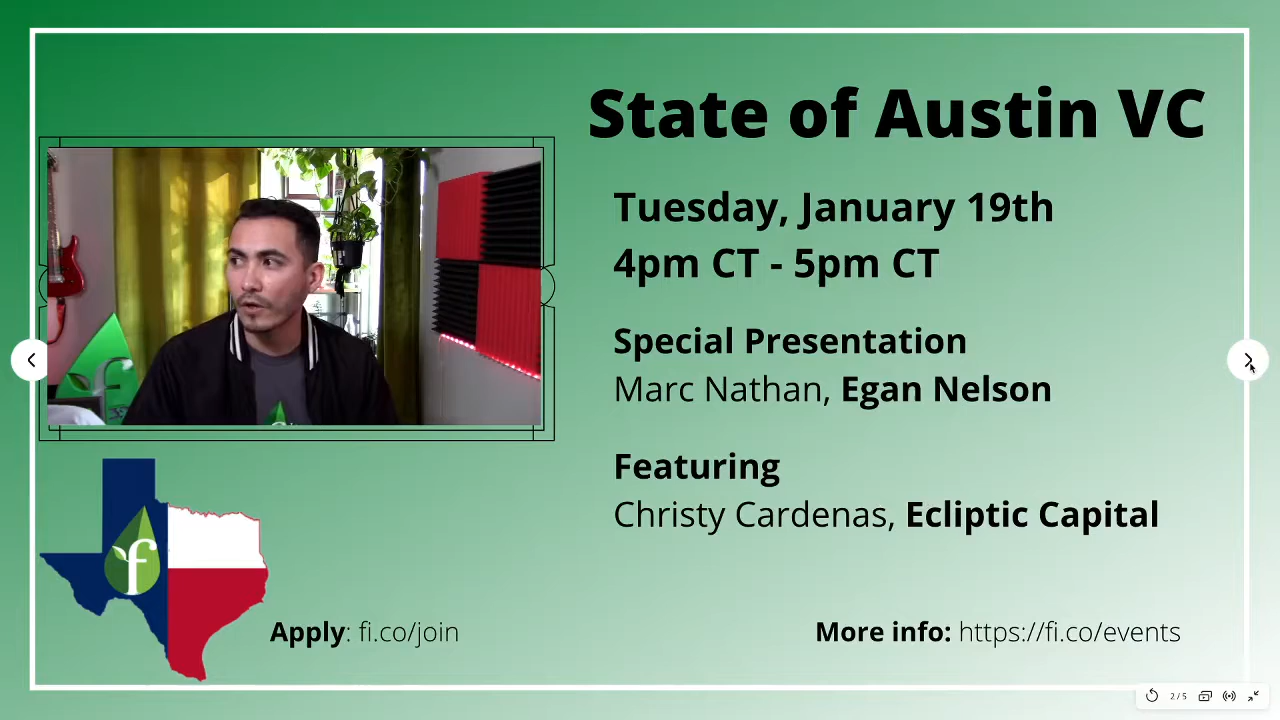 State of Austin VC
Tuesday, January 19th
4pm CT - 5pm CT
Special Presentation
Marc Nathan, Egan Nelson
Featuring
Christy Cardenas, Ecliptic Capital
f
Apply: fi.co/join
More info: https://fi.co/events
2 / 5